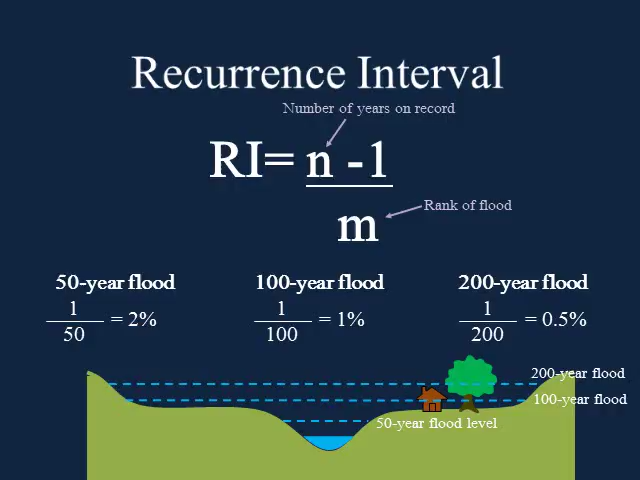 Recurrence Interval
Number of years on record
RI= n -1
m
Rank of flood
50-year flood
1
50
= 2%
100-year flood
1
100
= 1%
200-year flood
1
200
= 0.5%
200-year flood
100-year flood
50-year flood level